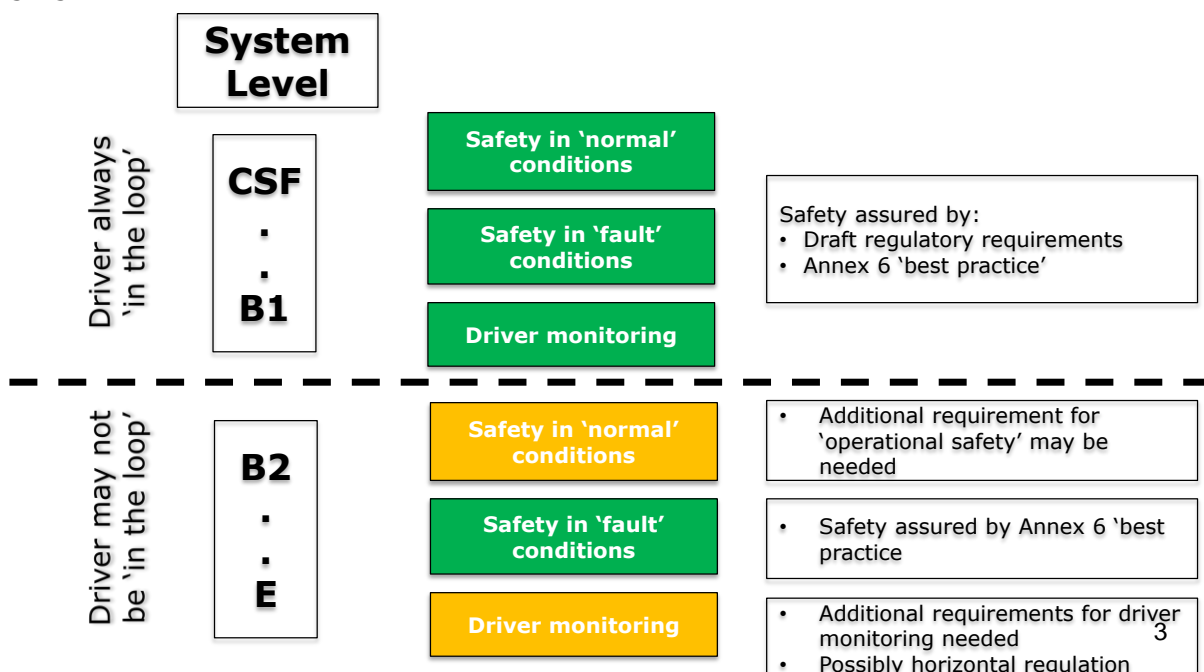 System
Level
Driver always
'in the loop'
CSF
.
.
B1
Safety in ‘normal’
conditions
Safety in ‘fault’
conditions
Driver monitoring
Safety assured by:
• Draft regulatory requirements
• Annex 6 ‘best practice’
Driver may not
be ‘in the loop’
B2
.
.
E
Safety in ‘normal’
conditions
Safety in ‘fault’
conditions
Driver monitoring
• Additional requirement for
‘operational safety’ may be
needed
• Safety assured by Annex 6 ‘best
practice
• Additional requirements for driver
monitoring needed
• Possibly horizontal regulation
3